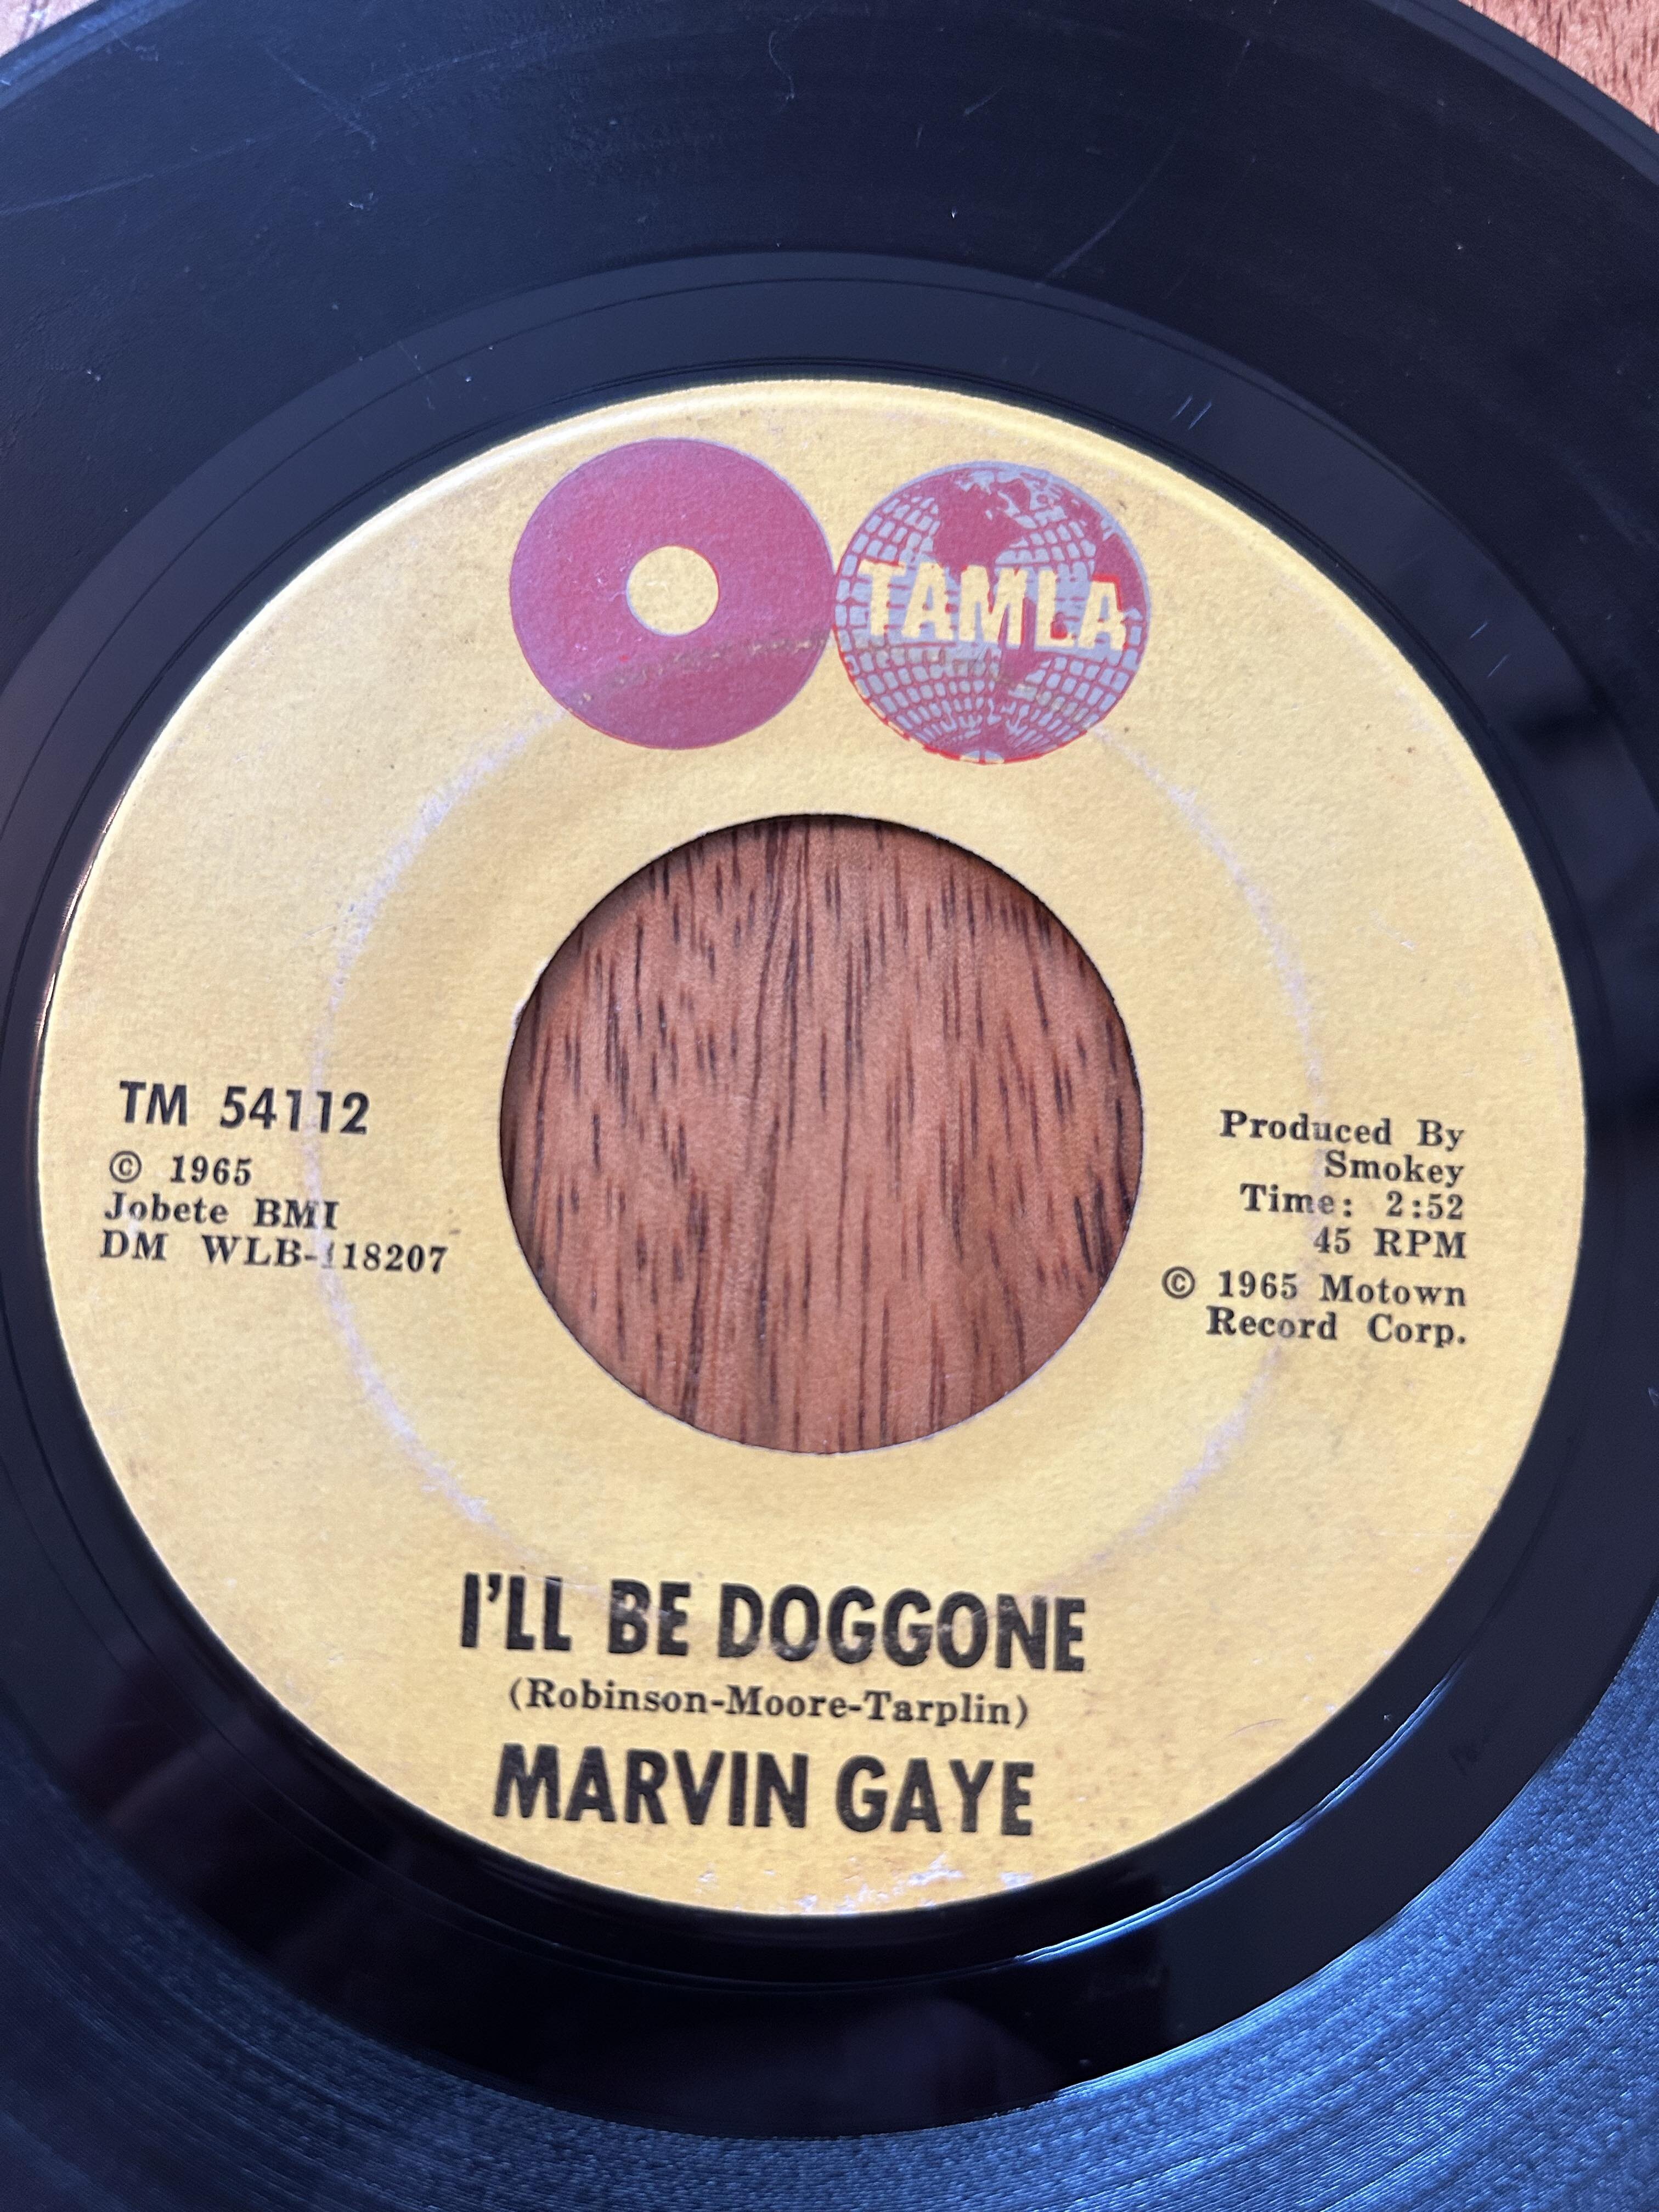 TAMLA
TM 54112
© 1965
Jobete BMI
DM WLB-118207
Produced By
Smokey
Time: 2:52
45 RPM
© 1965 Motown
Record Corp.
I'LL BE DOGGONE
(Robinson-Moore-Tarplin)
MARVIN GAYE